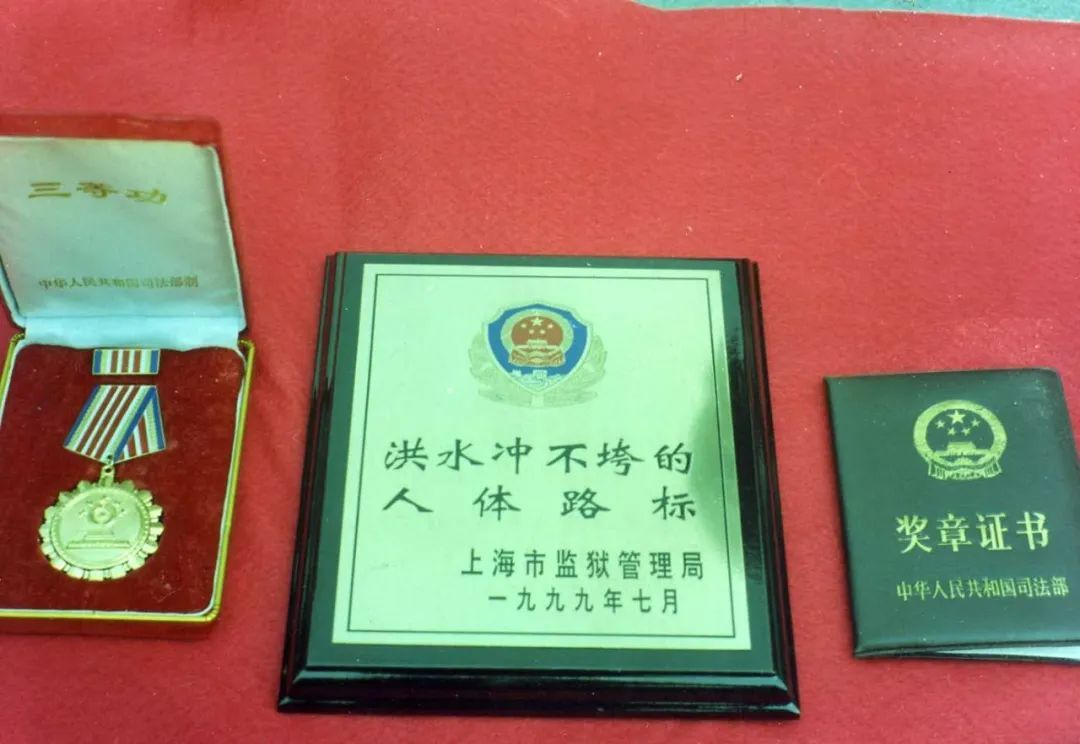 三等功
中华人民共和国司法部制
洪水冲不垮的
人体路标
上海市监狱管理局
一九九九年七月
奖章证书
中华人民共和国司法部